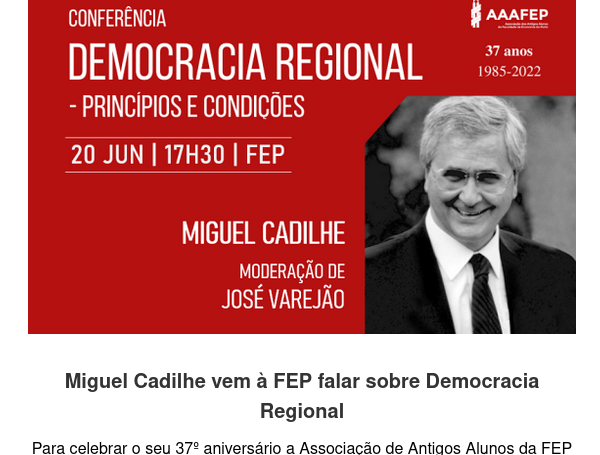 CONFERÊNCIA
AAAFEP
37 anos
1985-2022
DEMOCRACIA REGIONAL
- PRINCÍPIOS E CONDIÇÕES
20 JUN | 17H30 | FEP
MIGUEL CADILHE
MODERAÇÃO DE
JOSÉ VAREJÃO
Miguel Cadilhe vem à FEP falar sobre Democracia
Regional
Para celebrar o seu 37º aniversário a Associação de Antigos Alunos da FEP